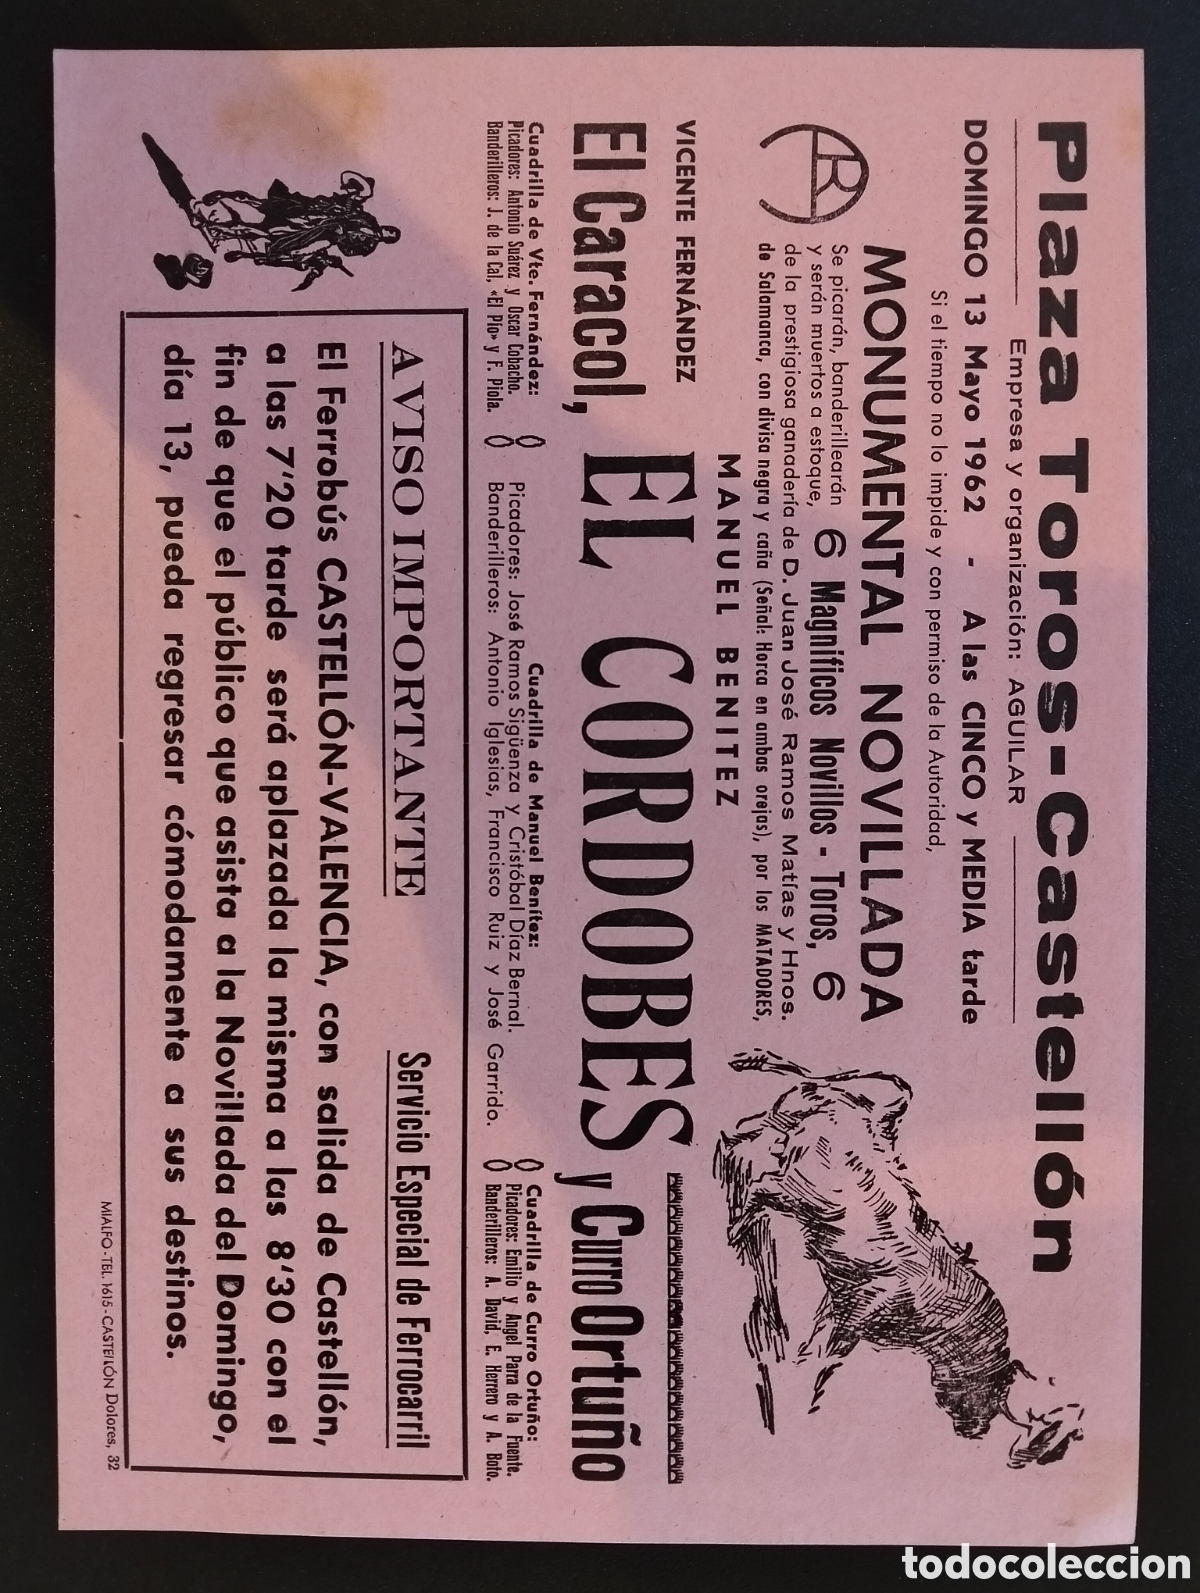 Plaza Toros-Castellón
Empresa y organización: AGUILAR
DOMINGO 13 Mayo 1962 - A las CINCO y MEDIA tarde
Si el tiempo no lo impide y con permiso de la Autoridad,
MONUMENTAL NOVILLADA
Se picarán, banderillearán
y serán muertos a estoque,
6 Magníficos Novillos - Toros, 6
de la prestigiosa ganadería de D. Juan José Ramos Matías y Hnos.
de Salamanca, con divisa negra y caña (Señal: Horca en ambas orejas), por los MATADORES,
VICENTE FERNÁNDEZ
El Caracol,
MANUEL BENITEZ
EL CORDOBES
y Curro Ortuño
Cuadrilla de Vte. Fernández:
Picadores: Antonio Suárez y Oscar Cobacho.
Banderilleros: J. de la Cal, «El Pío» y F. Piola.
Cuadrilla de Manuel Benítez:
Picadores: José Ramos Sigüenza y Cristóbal Díaz Bernal.
Banderilleros: Antonio Iglesias, Francisco Ruiz y José Garrido.
Cuadrilla de Curro Ortuño:
Picadores: Emilio y Angel Parra de la Fuente.
Banderilleros: A. David, E. Herrero y A. Boto.
AVISO IMPORTANTE
Servicio Especial de Ferrocarril
El Ferrobús CASTELLÓN-VALENCIA, con salida de Castellón,
a las 7'20 tarde será aplazada la misma a las 8'30 con el
fin de que el público que asista a la Novillada del Domingo,
día 13, pueda regresar cómodamente a sus destinos.
MIALFO-TEL. 1615-CASTELLÓN Dolores, 32
todocoleccion